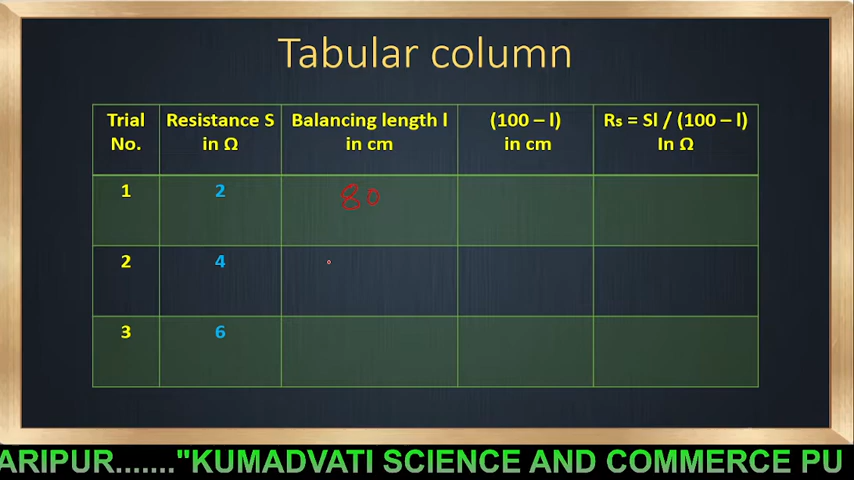 Tabular column
Trial No. Resistance S in Ω Balancing length l in cm (100 – l) in cm Rs = Sl / (100 – l) In Ω
1 2 80
2 4
3 6
ARIPUR......."KUMADVATI SCIENCE AND COMMERCE PU